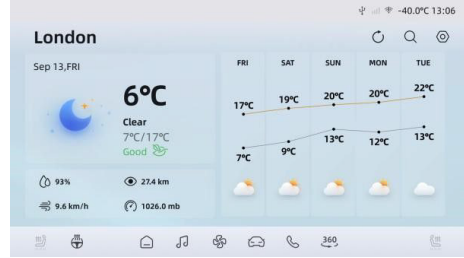 -40.0°C 13:06
London
Sep 13,FRI
6°C
Clear
7°C/17°C
Good
93%
27.4 km
9.6 km/h
1026.0 mb
FRI SAT SUN MON TUE
17°C 19°C 20°C 20°C 22°C
7°C 9°C 13°C 12°C 13°C
360